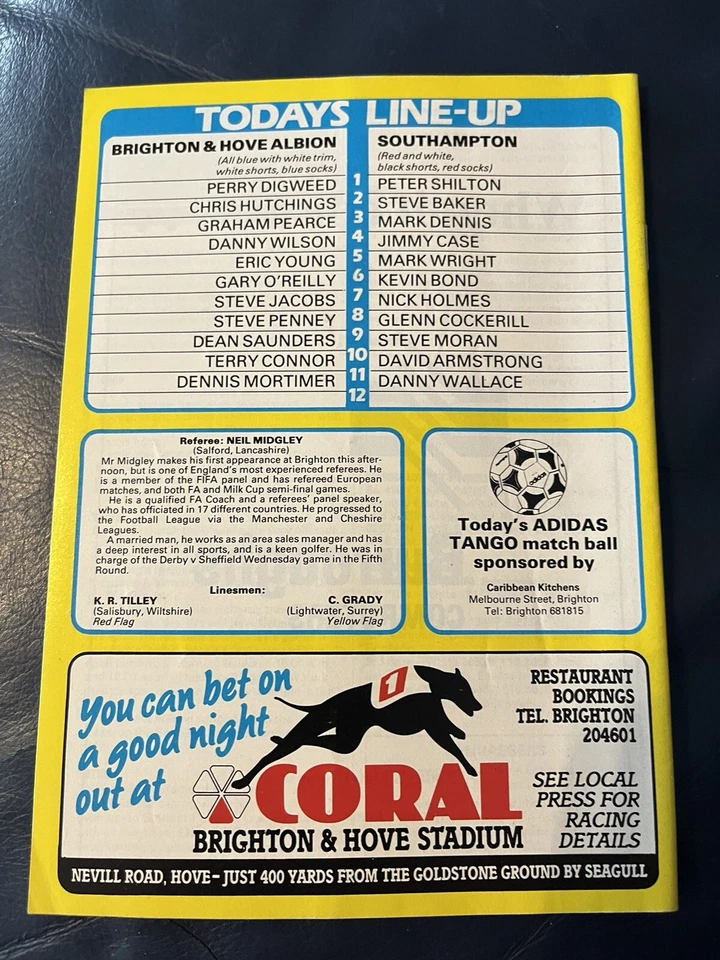 TODAYS LINE-UP
BRIGHTON & HOVE ALBION
(All blue with white trim,
white shorts, blue socks)
SOUTHAMPTON
(Red and white,
black shorts, red socks)
PERRY DIGWEED 1 PETER SHILTON
CHRIS HUTCHINGS 2 STEVE BAKER
GRAHAM PEARCE 3 MARK DENNIS
DANNY WILSON 4 JIMMY CASE
ERIC YOUNG 5 MARK WRIGHT
GARY O'REILLY 6 KEVIN BOND
STEVE JACOBS 7 NICK HOLMES
STEVE PENNEY 8 GLENN COCKERILL
DEAN SAUNDERS 9 STEVE MORAN
TERRY CONNOR 10 DAVID ARMSTRONG
DENNIS MORTIMER 11 DANNY WALLACE
12
Referee: NEIL MIDGLEY
(Salford, Lancashire)
Mr Midgley makes his first appearance at Brighton this after-
noon, but is one of England's most experienced referees. He
is a member of the FIFA panel and has refereed European
matches, and both FA and Milk Cup semi-final games.
He is a qualified FA Coach and a referees' panel speaker,
who has officiated in 17 different countries. He progressed to
the Football League via the Manchester and Cheshire
Leagues.
A married man, he works as an area sales manager and has
a deep interest in all sports, and is a keen golfer. He was in
charge of the Derby v Sheffield Wednesday game in the Fifth
Round.
Linesmen:
K. R. TILLEY
(Salisbury, Wiltshire)
Red Flag
C. GRADY
(Lightwater, Surrey)
Yellow Flag
adidas
Today's ADIDAS
TANGO match ball
sponsored by
Caribbean Kitchens
Melbourne Street, Brighton
Tel: Brighton 681815
You can bet on
a good night
out at
1
CORAL
BRIGHTON & HOVE STADIUM
RESTAURANT
BOOKINGS
TEL. BRIGHTON
204601
SEE LOCAL
PRESS FOR
RACING
DETAILS
NEVILL ROAD, HOVE-JUST 400 YARDS FROM THE GOLDSTONE GROUND BY SEAGULL